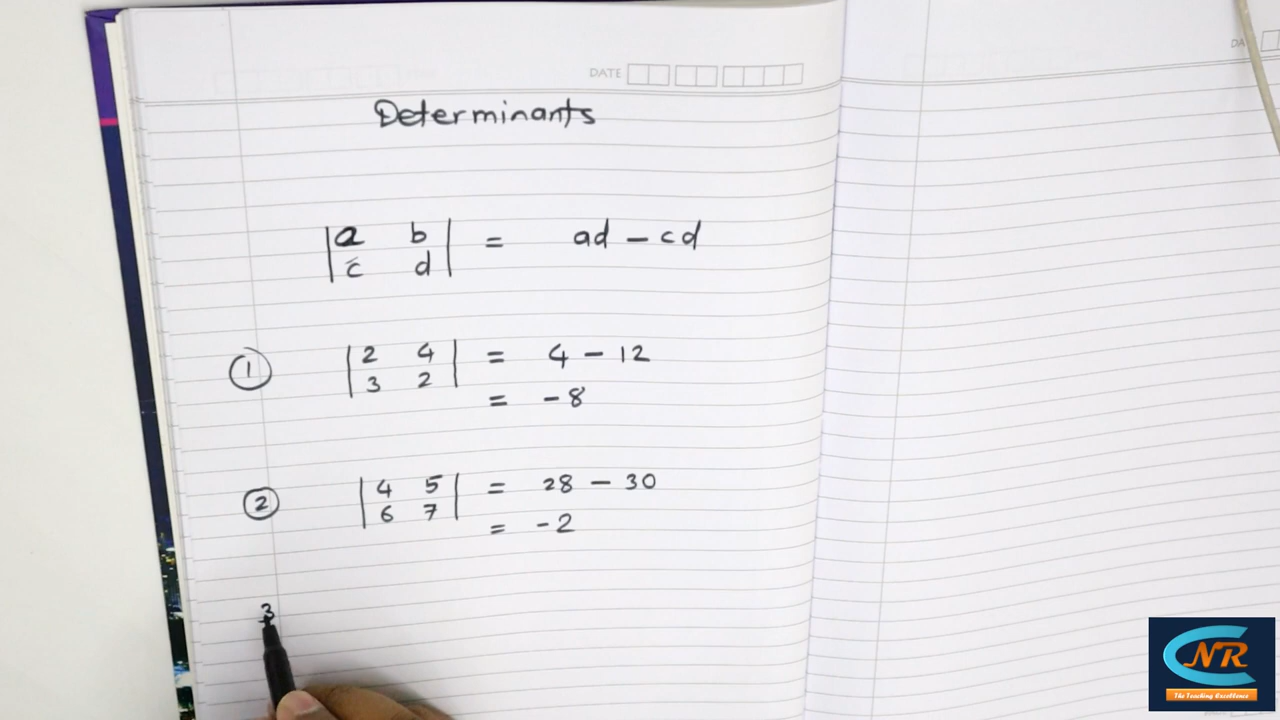 DATE
Determinants
|a b| = ad - cd
|c d|
① |2 4| = 4 - 12
|3 2| = -8
② |4 5| = 28 - 30
|6 7| = -2
3
NR
The Teaching Excellence